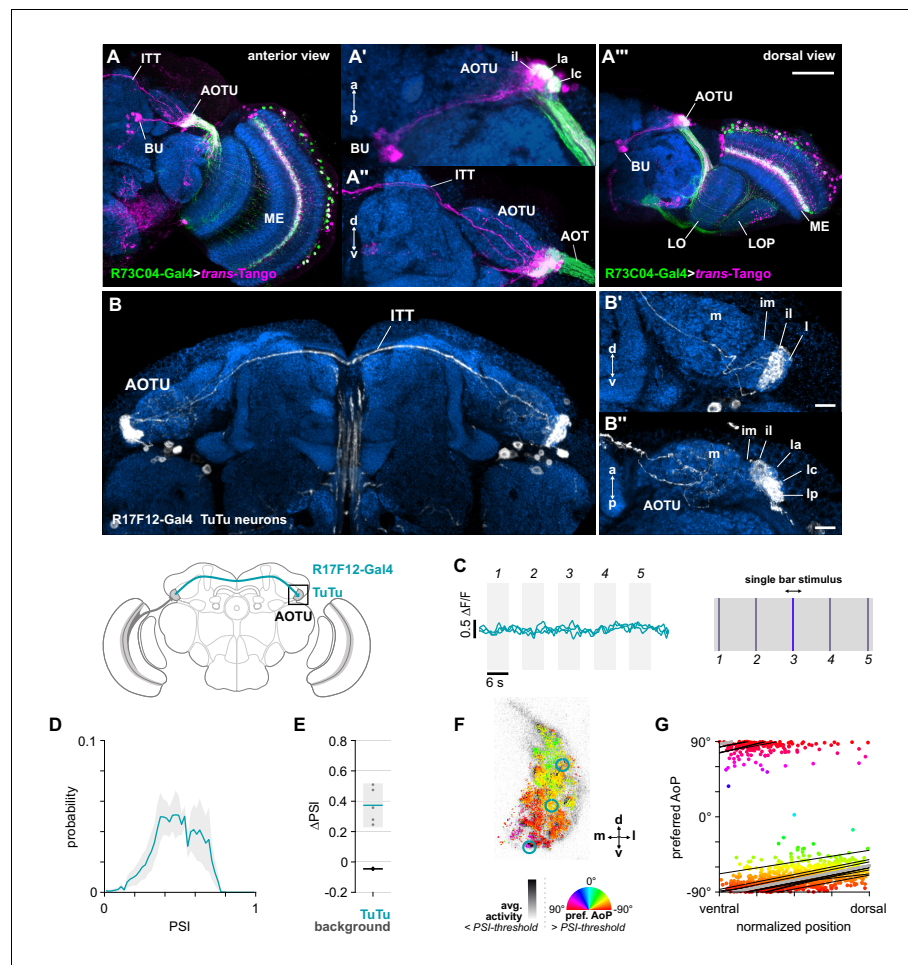 A
anterior view
ITT
AOTU
BU
ME
R73C04-Gal4>trans-Tango
A'
il
la
lc
AOTU
a
p
BU
A''
ITT
AOTU
AOT
d
v
A'''
dorsal view
AOTU
BU
LO
LOP
ME
R73C04-Gal4>trans-Tango
B
ITT
AOTU
R17F12-Gal4 TuTu neurons
B'
m
im
il
l
d
v
B''
im
il
la
m
lc
lp
a
p
AOTU
R17F12-Gal4
TuTu
AOTU
C
1 2 3 4 5
0.5 ΔF/F
6 s
single bar stimulus
1 2 3 4 5
D
0.1
probability
0
0 1
PSI
E
0.8
0.6
0.4
0.2
0
-0.2
ΔPSI
TuTu
background
F
d
m l
v
avg.
activity
< PSI-threshold
0°
90° -90°
pref. AoP
> PSI-threshold
G
90°
0°
-90°
preferred AoP
ventral dorsal
normalized position